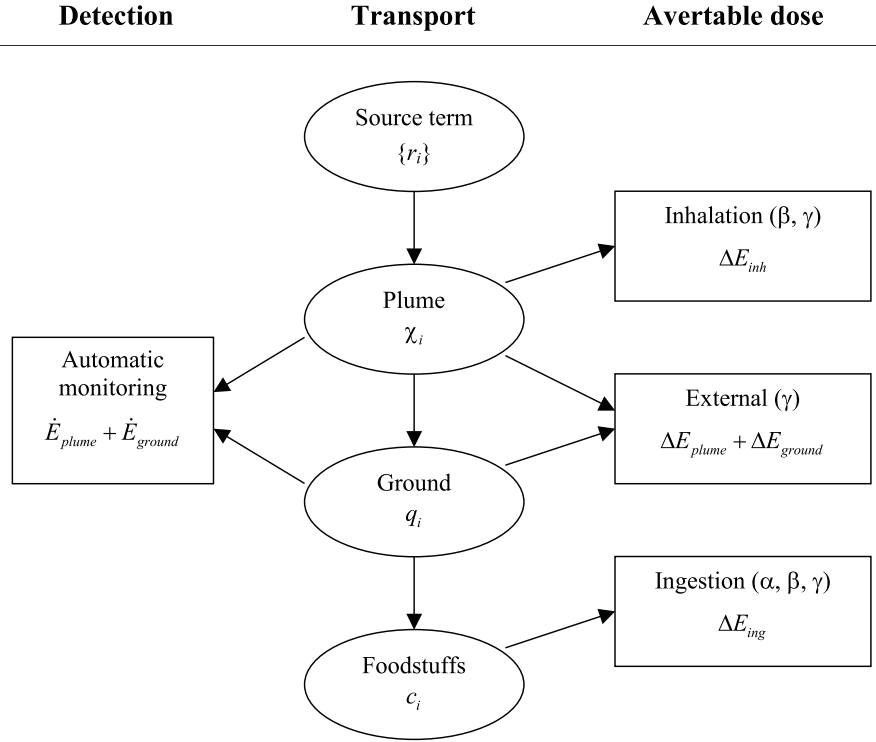 Detection Transport Avertable dose
Source term
{rᵢ}
Inhalation (β, γ)
ΔE_inh
Plume
χᵢ
Automatic
monitoring
Ė_plume + Ė_ground
External (γ)
ΔE_plume + ΔE_ground
Ground
qᵢ
Ingestion (α, β, γ)
ΔE_ing
Foodstuffs
cᵢ